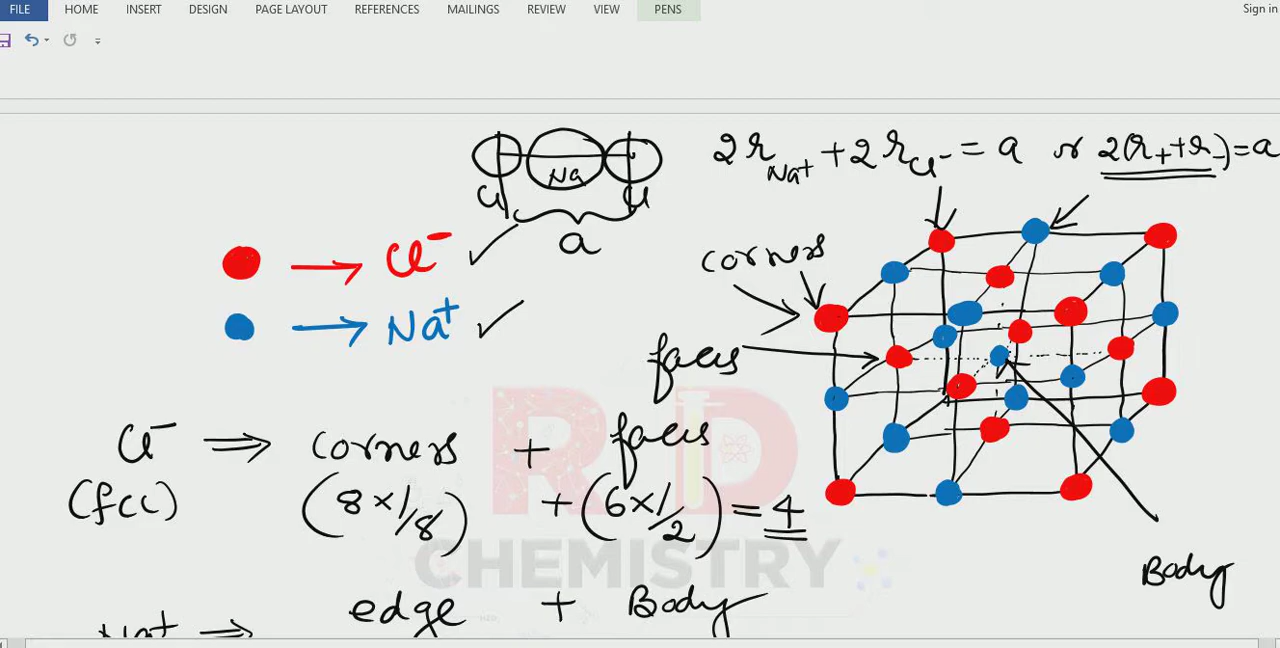 FILE HOME INSERT DESIGN PAGE LAYOUT REFERENCES MAILINGS REVIEW VIEW PENS Sign in
2r Na+ + 2r Cl- = a or 2(r+ + r-) = a
Cl Na Cl
a
→ Cl- ✓
→ Na+ ✓
corners
faces
Cl- ⇒ corners + faces
(fcc) (8×1/8) + (6×1/2) = 4
RD
CHEMISTRY
Body
Na+ ⇒ edge + Body